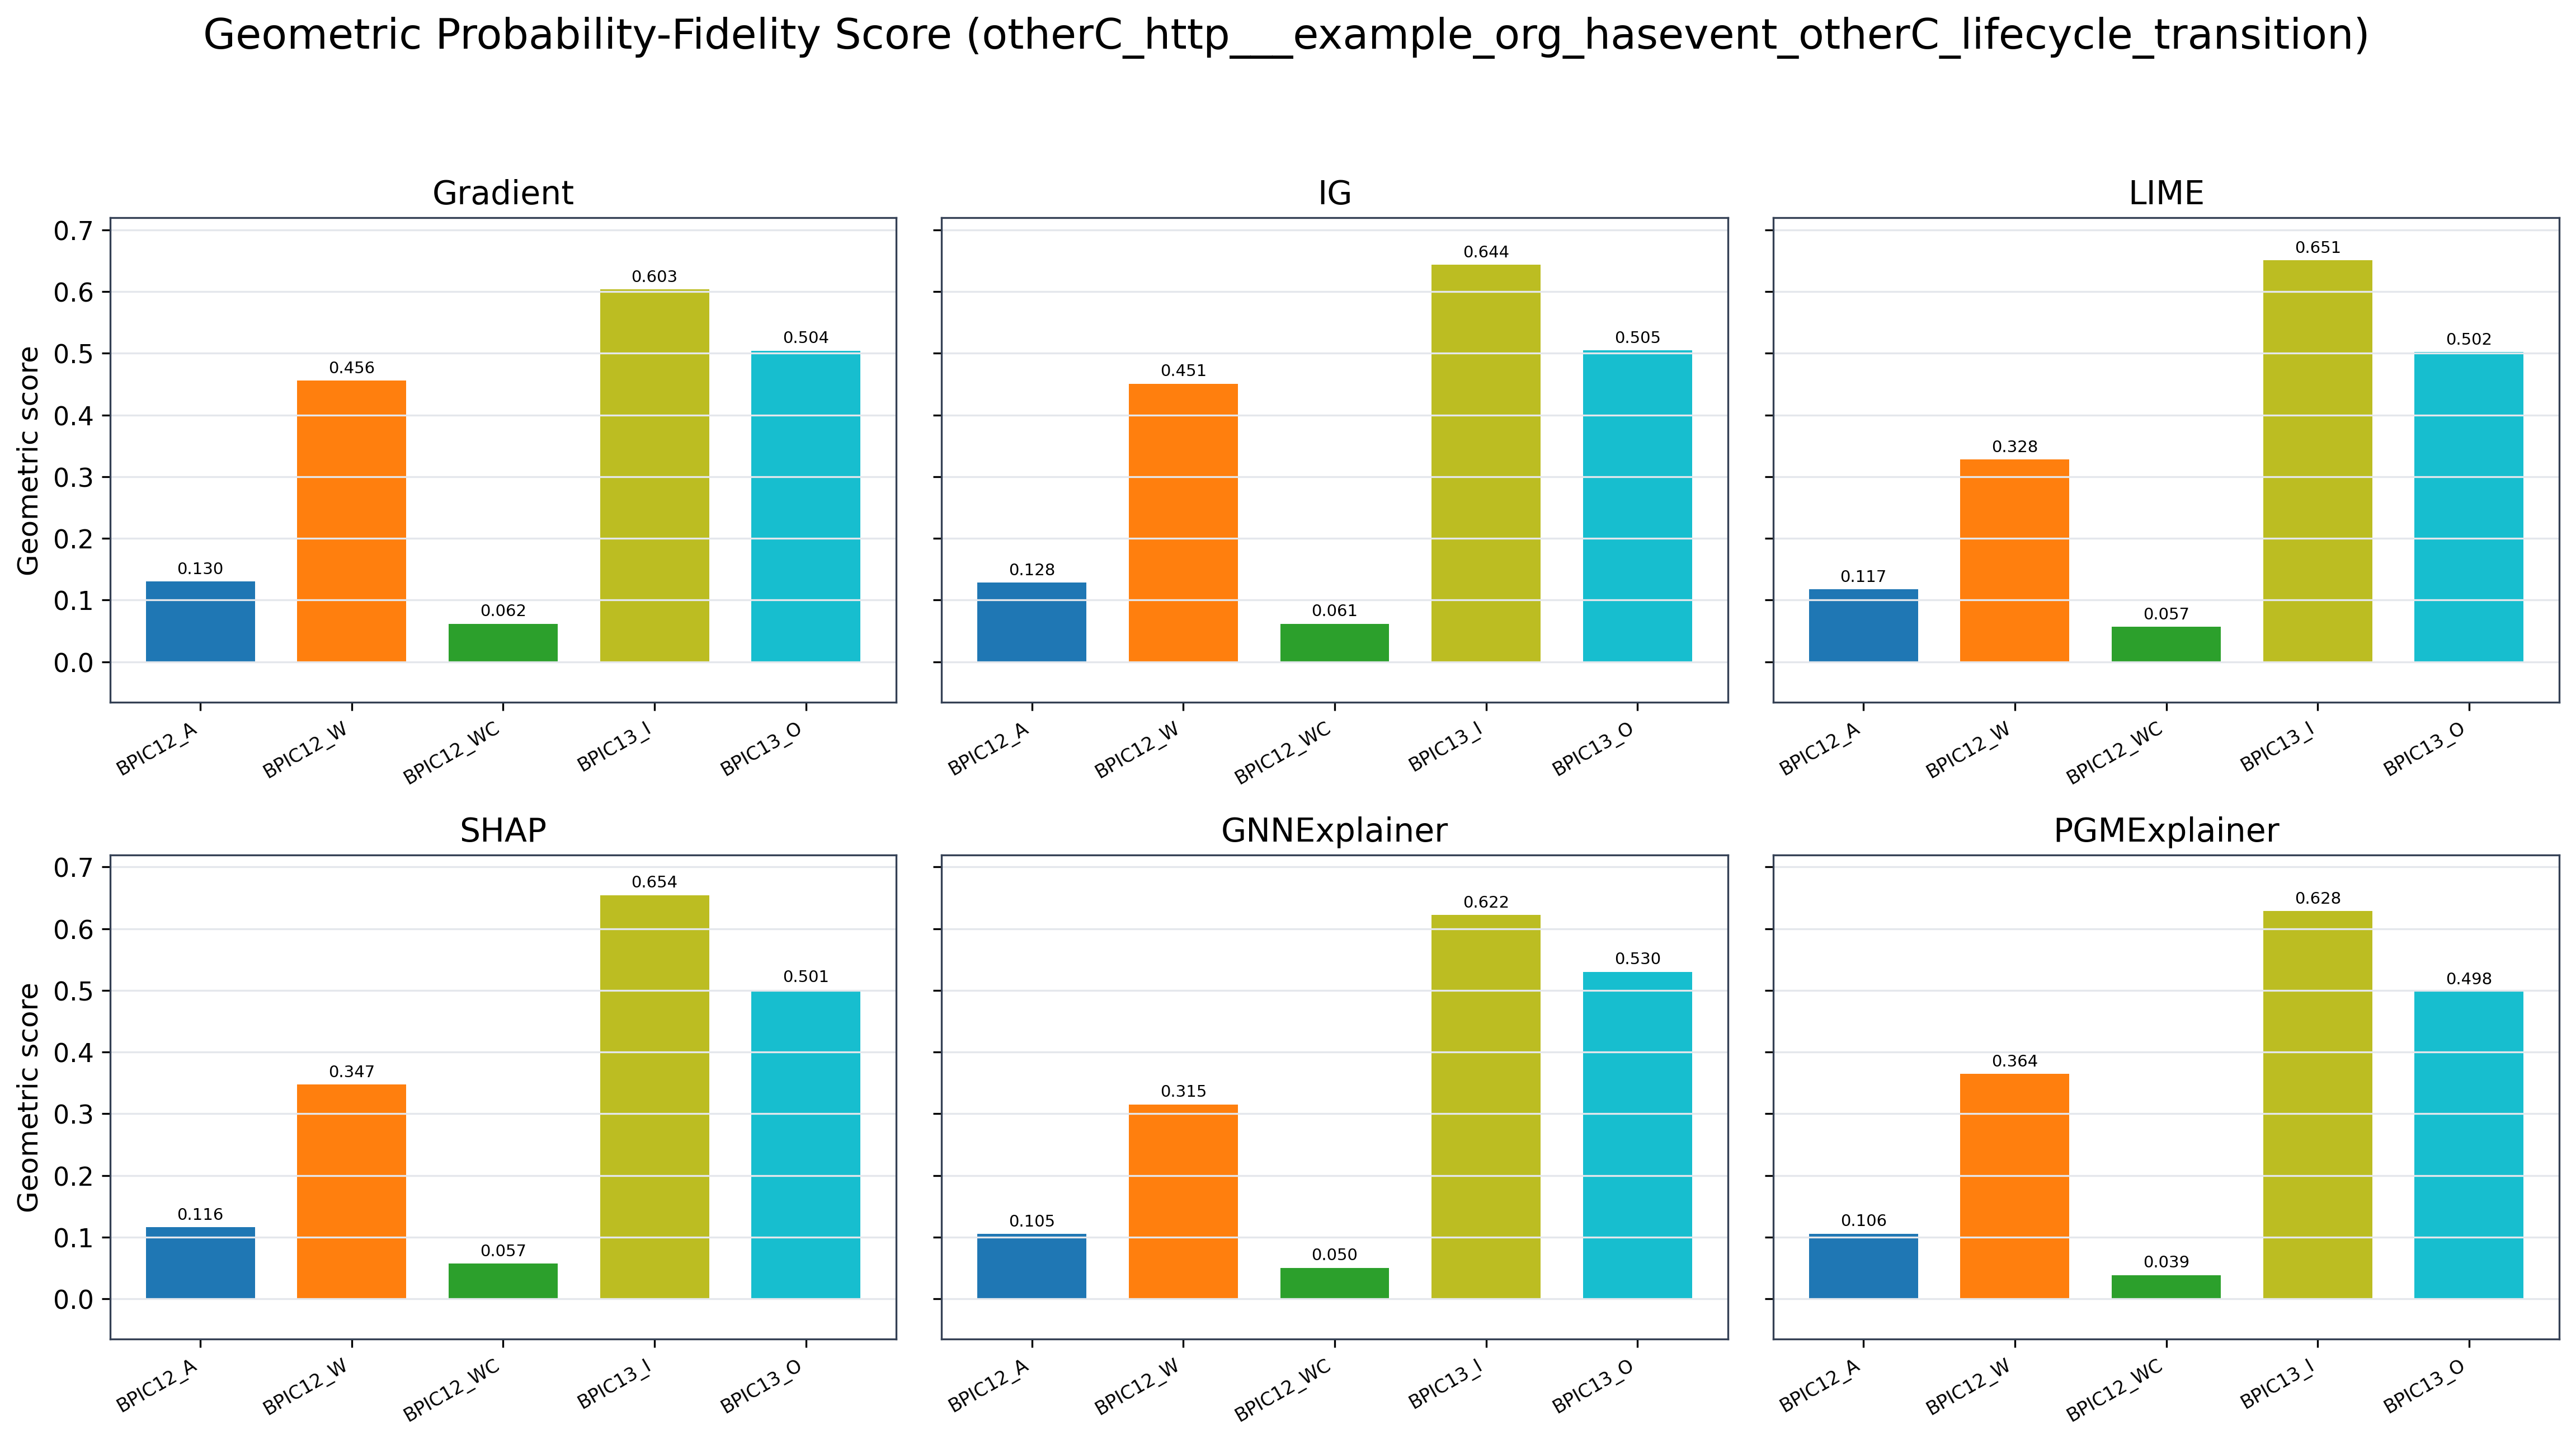 Geometric Probability-Fidelity Score (otherC_http___example_org_hasevent_otherC_lifecycle_transition)
Gradient
Geometric score
0.7
0.6
0.5
0.4
0.3
0.2
0.1
0.0
0.130
0.456
0.062
0.603
0.504
BPIC12_A
BPIC12_W
BPIC12_WC
BPIC13_I
BPIC13_O
IG
0.128
0.451
0.061
0.644
0.505
BPIC12_A
BPIC12_W
BPIC12_WC
BPIC13_I
BPIC13_O
LIME
0.117
0.328
0.057
0.651
0.502
BPIC12_A
BPIC12_W
BPIC12_WC
BPIC13_I
BPIC13_O
SHAP
Geometric score
0.7
0.6
0.5
0.4
0.3
0.2
0.1
0.0
0.116
0.347
0.057
0.654
0.501
BPIC12_A
BPIC12_W
BPIC12_WC
BPIC13_I
BPIC13_O
GNNExplainer
0.105
0.315
0.050
0.622
0.530
BPIC12_A
BPIC12_W
BPIC12_WC
BPIC13_I
BPIC13_O
PGMExplainer
0.106
0.364
0.039
0.628
0.498
BPIC12_A
BPIC12_W
BPIC12_WC
BPIC13_I
BPIC13_O